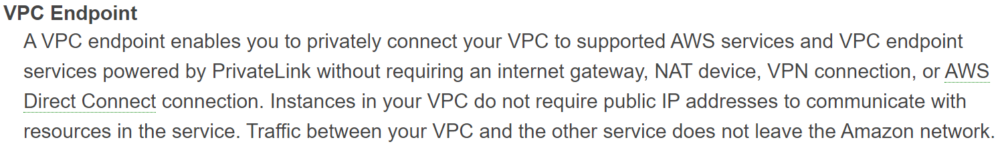 VPC Endpoint
A VPC endpoint enables you to privately connect your VPC to supported AWS services and VPC endpoint
services powered by PrivateLink without requiring an internet gateway, NAT device, VPN connection, or AWS
Direct Connect connection. Instances in your VPC do not require public IP addresses to communicate with
resources in the service. Traffic between your VPC and the other service does not leave the Amazon network.